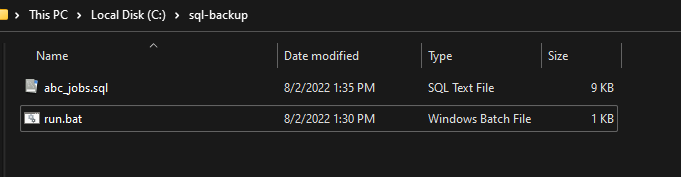 This PC > Local Disk (C:) > sql-backup
Name Date modified Type Size
abc_jobs.sql 8/2/2022 1:35 PM SQL Text File 9 KB
run.bat 8/2/2022 1:30 PM Windows Batch File 1 KB